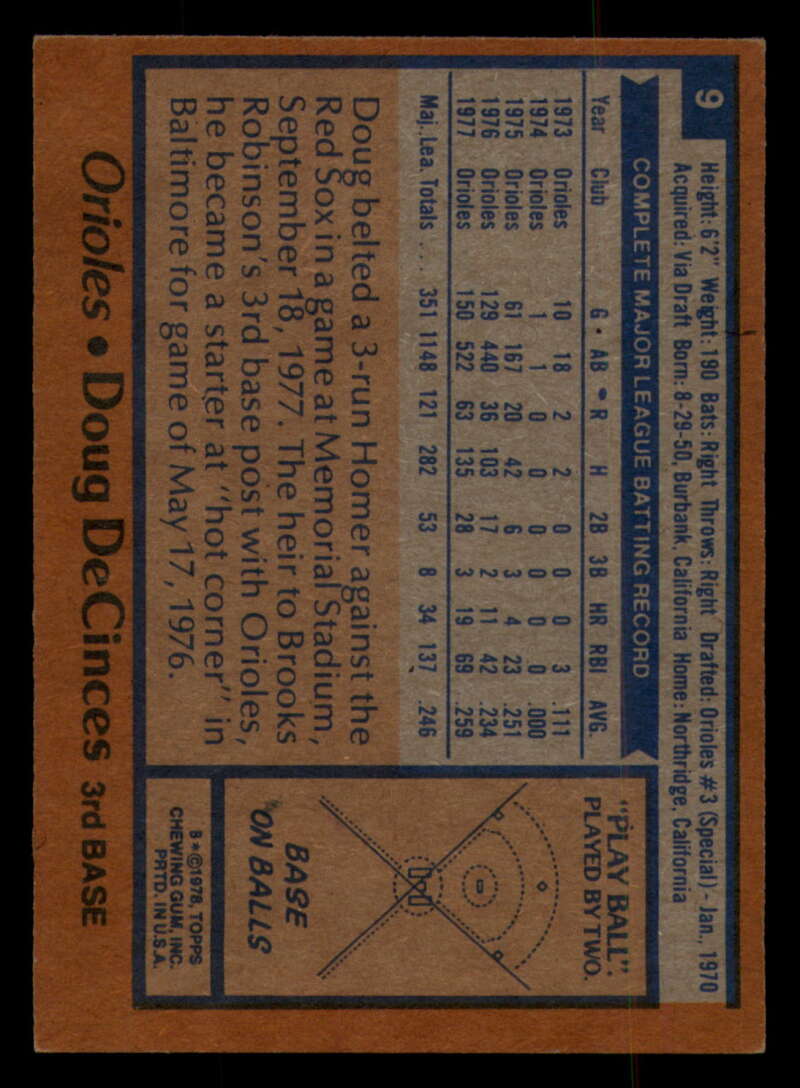 9
Height: 6'2" Weight: 190 Bats: Right Throws: Right Drafted: Orioles #3 (Special) - Jan., 1970
Acquired: Via Draft Born: 8-29-50, Burbank, California Home: Northridge, California
COMPLETE MAJOR LEAGUE BATTING RECORD
Year Club G • AB • R H 2B 3B HR RBI AVG.
1973 Orioles 10 18 2 2 0 0 0 3 .111
1974 Orioles 1 1 0 0 0 0 0 0 .000
1975 Orioles 61 167 20 42 6 3 4 23 .251
1976 Orioles 129 440 36 103 17 2 11 42 .234
1977 Orioles 150 522 63 135 28 3 19 69 .259
Maj. Lea. Totals ... 351 1148 121 282 53 8 34 137 .246
Doug belted a 3-run Homer against the
Red Sox in a game at Memorial Stadium,
September 18, 1977. The heir to Brooks
Robinson's 3rd base post with Orioles,
he became a starter at "hot corner" in
Baltimore for game of May 17, 1976.
"PLAY BALL":
PLAYED BY TWO.
BASE
ON BALLS
B*©1978, TOPPS
CHEWING GUM, INC.
PRTD. IN U.S.A.
Orioles • Doug DeCinces 3rd BASE